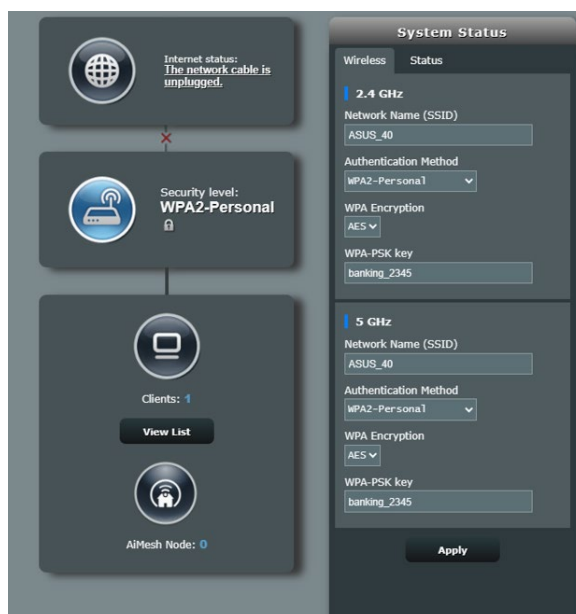 Internet status:
The network cable is
unplugged.
Security level:
WPA2-Personal
Clients: 1
View List
AiMesh Node: 0
System Status
Wireless Status
2.4 GHz
Network Name (SSID)
ASUS_40
Authentication Method
WPA2-Personal
WPA Encryption
AES
WPA-PSK key
banking_2345
5 GHz
Network Name (SSID)
ASUS_40
Authentication Method
WPA2-Personal
WPA Encryption
AES
WPA-PSK key
banking_2345
Apply